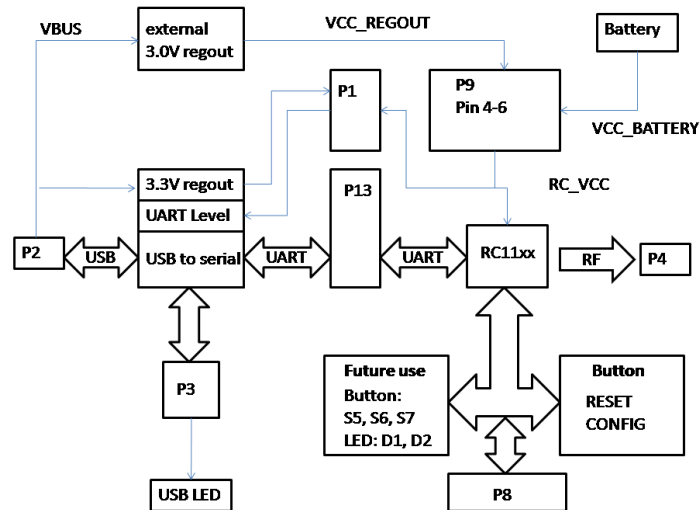 VBUS
external
3.0V regout
VCC_REGOUT
Battery
P1
P9
Pin 4-6
VCC_BATTERY
3.3V regout
P13
RC_VCC
UART Level
P2
USB
USB to serial
UART
UART
RC11xx
RF
P4
P3
Future use
Button:
S5, S6, S7
LED: D1, D2
Button
RESET
CONFIG
USB LED
P8